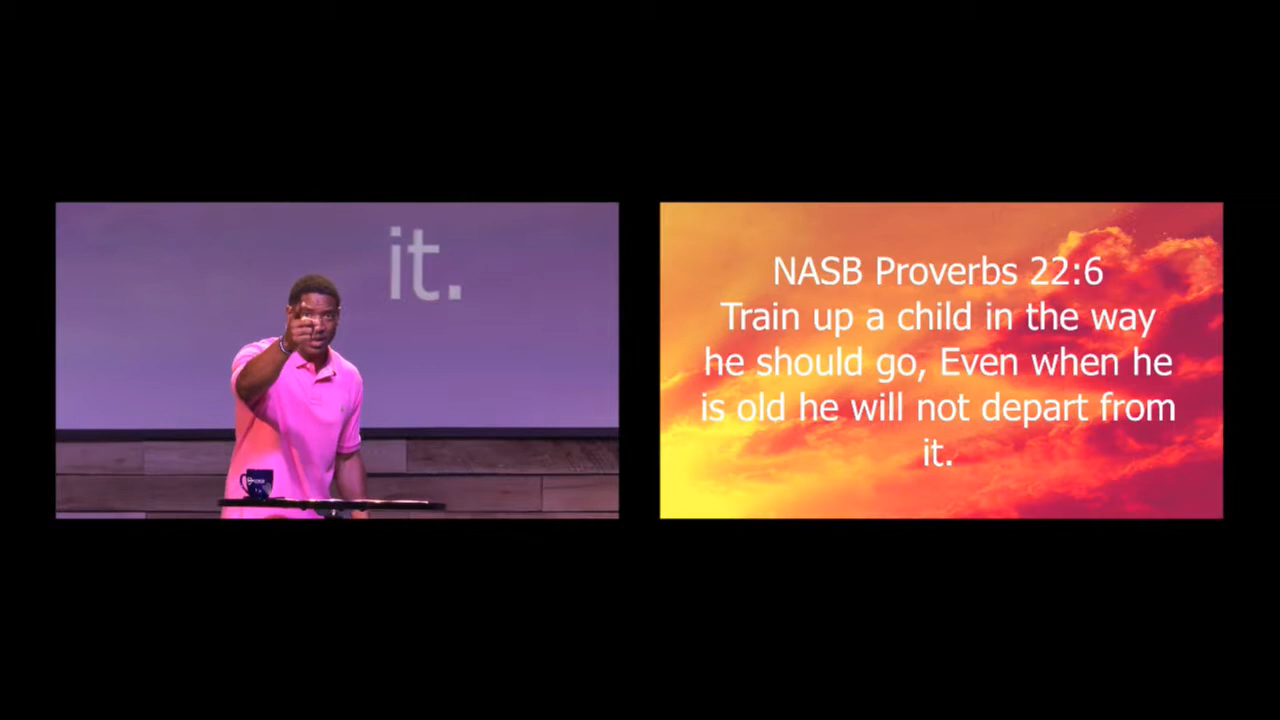 it.
NASB Proverbs 22:6
Train up a child in the way
he should go, Even when he
is old he will not depart from
it.